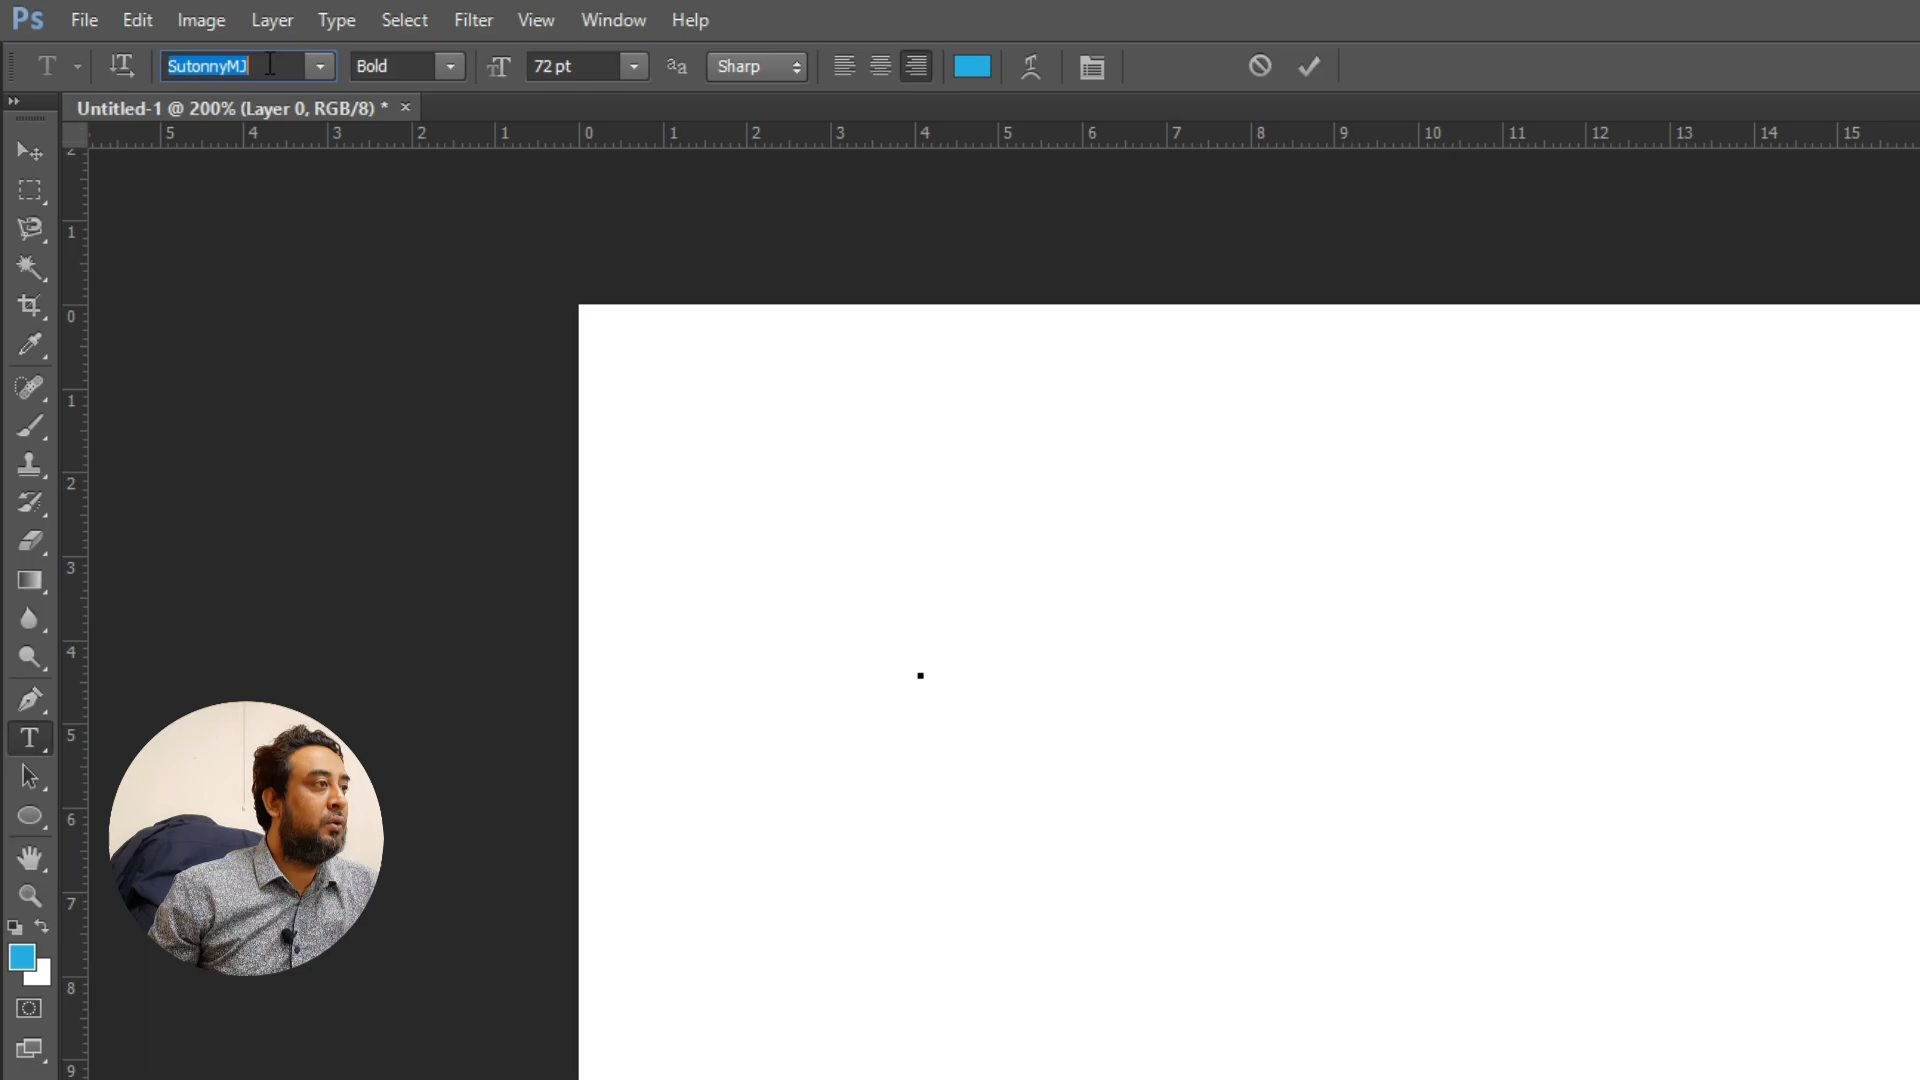 Ps File Edit Image Layer Type Select Filter View Window Help
T SutonnyMJ Bold 72 pt aa Sharp
Untitled-1 @ 200% (Layer 0, RGB/8) * ×
5 4 3 2 1 0 1 2 3 4 5 6 7 8 9 10 11 12 13 14 15
2
1
0
1
2
3
4
5
6
7
8
9
T